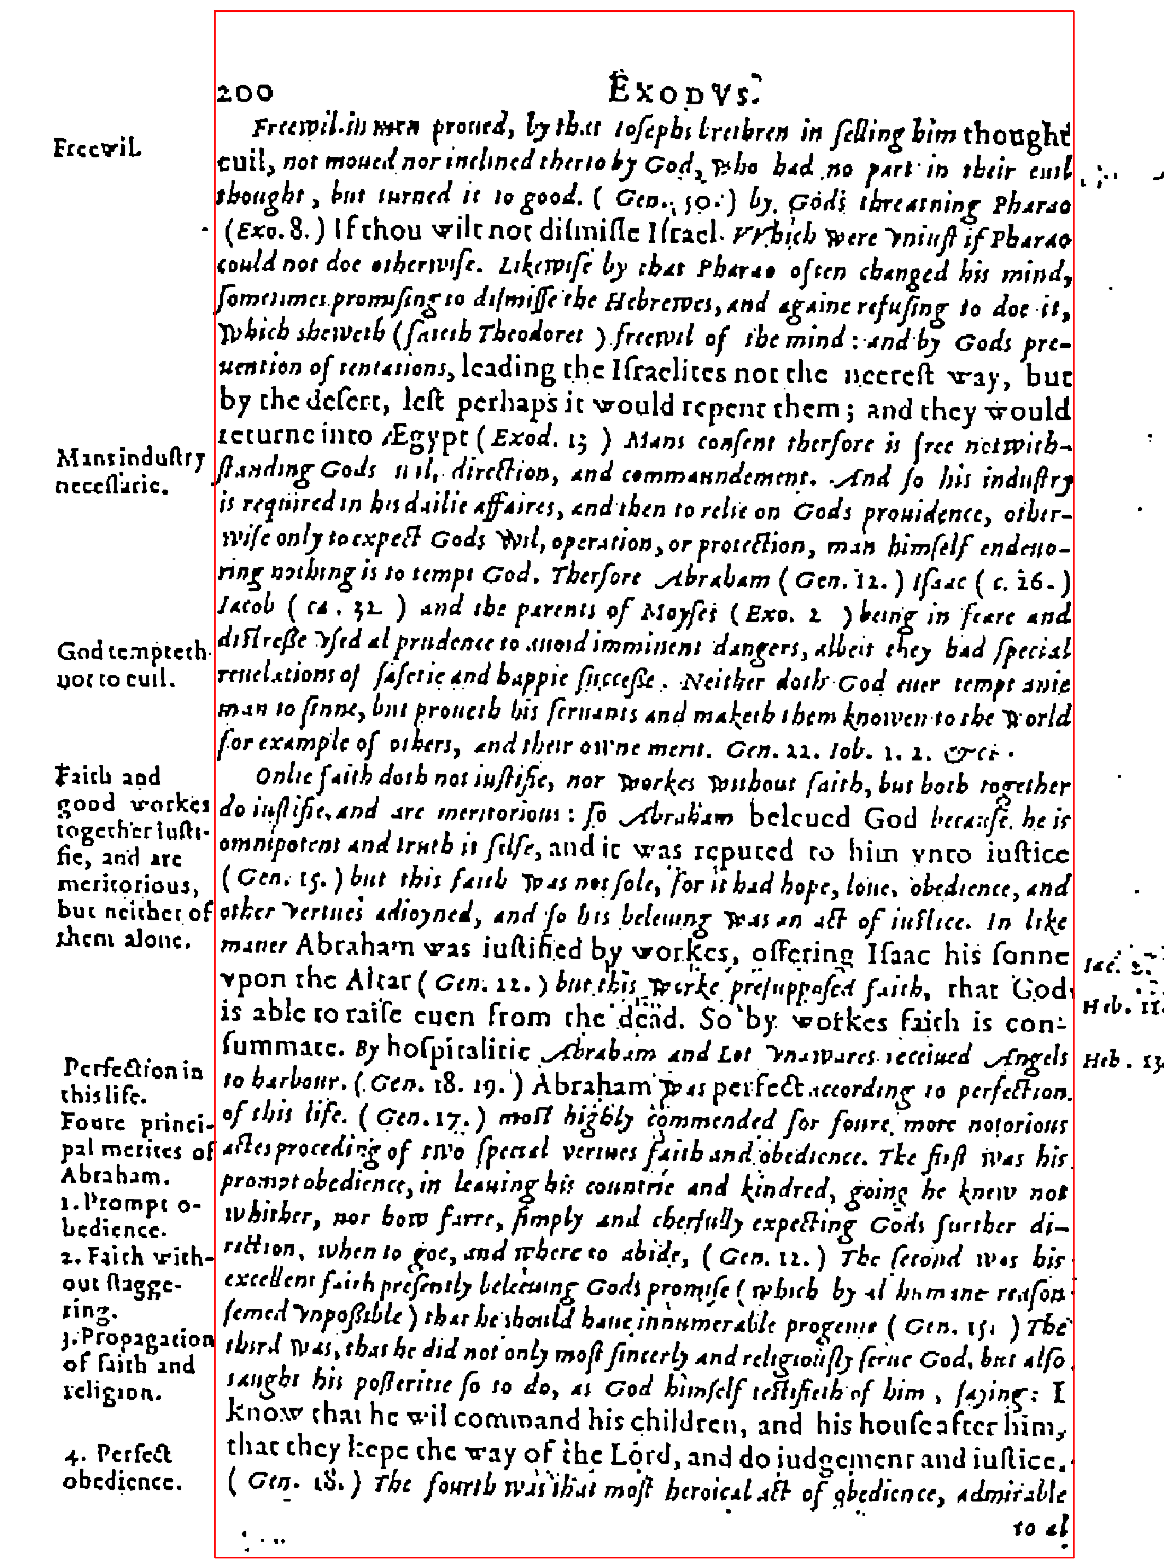 200 EXODVS.
Freewil in men proued, by that Iosephs bretbren in ſelling him thought
euil, not moued nor inclined therto by God, who had no part in their euil
thought, but turned it to good. (Gen. 50.) by Gods threatning Pharao
(Exo. 8.) If thou wilt not diſmiſſe Iſrael. VVhich were vniuſt if Pharao
could not doe otherwiſe. Likewiſe by that Pharao often changed his mind,
ſometimes promiſing to diſmiſſe the Hebrewes, and againe refuſing to doe it,
which sheweth (ſaieth Theodoret) freewil of the mind: and by Gods pre-
uention of tentations, leading the Iſraelites not the neereſt way, but
by the deſert, leſt perhaps it would repent them; and they would
returne into Ægypt (Exod. 13) Mans conſent therfore is free notwith-
ſtanding Gods wil, direction, and commaundement. And ſo his induſtry
is required in his dailie affaires, and then to relie on Gods prouidence, other-
wiſe only to expect Gods wil, operation, or protection, man himſelf endeuo-
ring nothing is to tempt God. Therfore Abraham (Gen. 12.) Iſaac (c. 26.)
Iacob (ca. 32) and the parents of Moyſes (Exo. 2) being in feare and
diſtreſſe vſed al prudence to auoid imminent dangers, albeit they had ſpecial
reuelations of ſafetie and happie ſucceſſe. Neither doth God euer tempt anie
man to ſinne, but proueth his ſeruants and maketh them knowen to the world
for example of others, and their owne merit. Gen. 22. Iob. 1. 2. &c.
Onlie faith doth not iuſtifie, nor workes without faith, but both together
do iuſtifie, and are meritorious: ſo Abraham beleued God becauſe he is
omnipotent and truth it ſelfe, and it was reputed to him vnto iuſtice
(Gen. 15.) but this faith was not ſole, for it had hope, loue, obedience, and
other vertues adioyned, and ſo his beleuing was an act of iuſtice. In like
maner Abraham was iuſtified by workes, offering Iſaac his ſonne
vpon the Altar (Gen. 22.) but this worke preſuppoſed faith, that God
is able to raiſe euen from the dead. So by workes faith is con-
ſummate. By hoſpitalitie Abraham and Lot vnawares receiued Angels
to harbour. (Gen. 18. 19.) Abraham was perfect according to perfection
of this life. (Gen. 17.) moſt highly commended for foure more notorious
actes proceding of two ſpecial vertues faith and obedience. The firſt was his
prompt obedience, in leauing his countrie and kindred, going he knew not
whither, nor how farre, ſimply and cherfully expecting Gods further di-
rection, when to goe, and where to abide, (Gen. 12.) The ſecond was his
excellent faith preſently beleeuing Gods promiſe (which by al humane reaſon
ſemed vnpoſsible) that he should haue innumerable progenie (Gen. 15.) The
third was, that he did not only moſt ſincerly and religiouſly ſerue God, but alſo
taught his poſteritie ſo to do, as God himſelf teſtifieth of him, ſaying: I
know that he wil command his children, and his houſe after him,
that they kepe the way of the Lord, and do iudgement and iuſtice.
(Gen. 18.) The fourth was that moſt heroical act of obedience, admirable
to al
Freewil.
Mans induſtry
neceſſarie.
God tempteth
not to euil.
Faith and
good workes
together iuſti-
fie, and are
meritorious,
but neither of
them alone.
Perfection in
this life.
Foure princi-
pal merites of
Abraham.
1. Prompt o-
bedience.
2. Faith with-
out ſtagge-
ring.
3. Propagation
of faith and
religion.
4. Perfect
obedience.
Iac. 2.
Heb. 11.
Heb. 13.